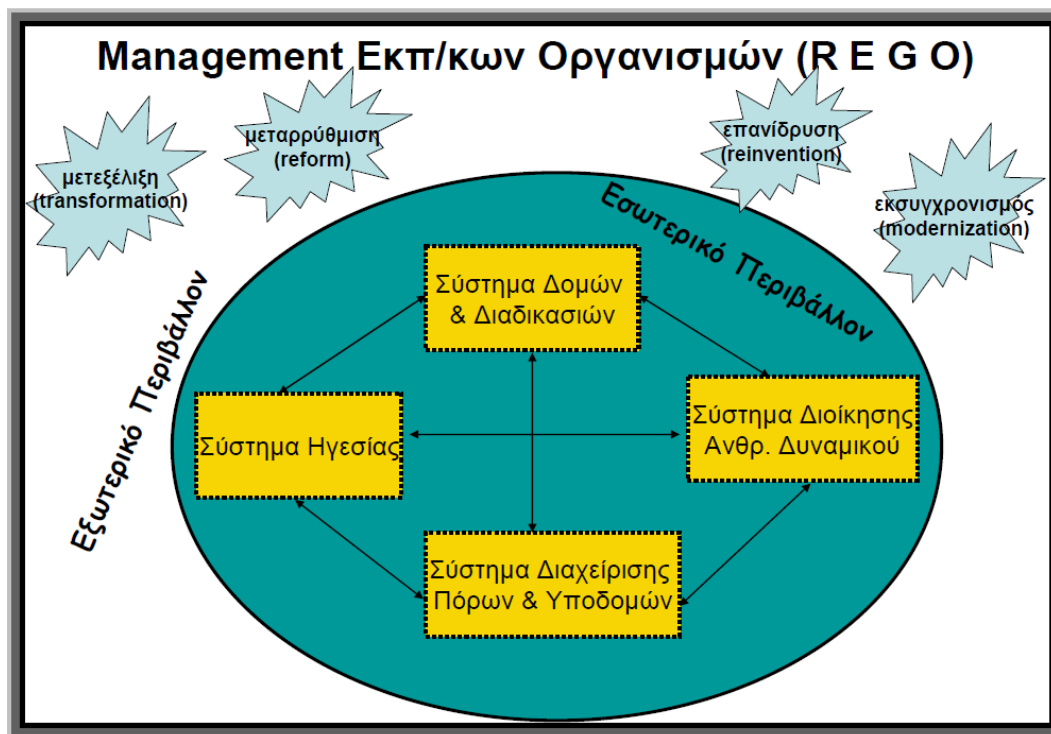 Management Εκπ/κων Οργανισμών (R E G O)
μετεξέλιξη
(transformation)
μεταρρύθμιση
(reform)
επανίδρυση
(reinvention)
εκσυγχρονισμός
(modernization)
Εξωτερικό Περιβάλλον
Εσωτερικό Περιβάλλον
Σύστημα Δομών
& Διαδικασιών
Σύστημα Ηγεσίας
Σύστημα Διοίκησης
Ανθρ. Δυναμικού
Σύστημα Διαχείρισης
Πόρων & Υποδομών